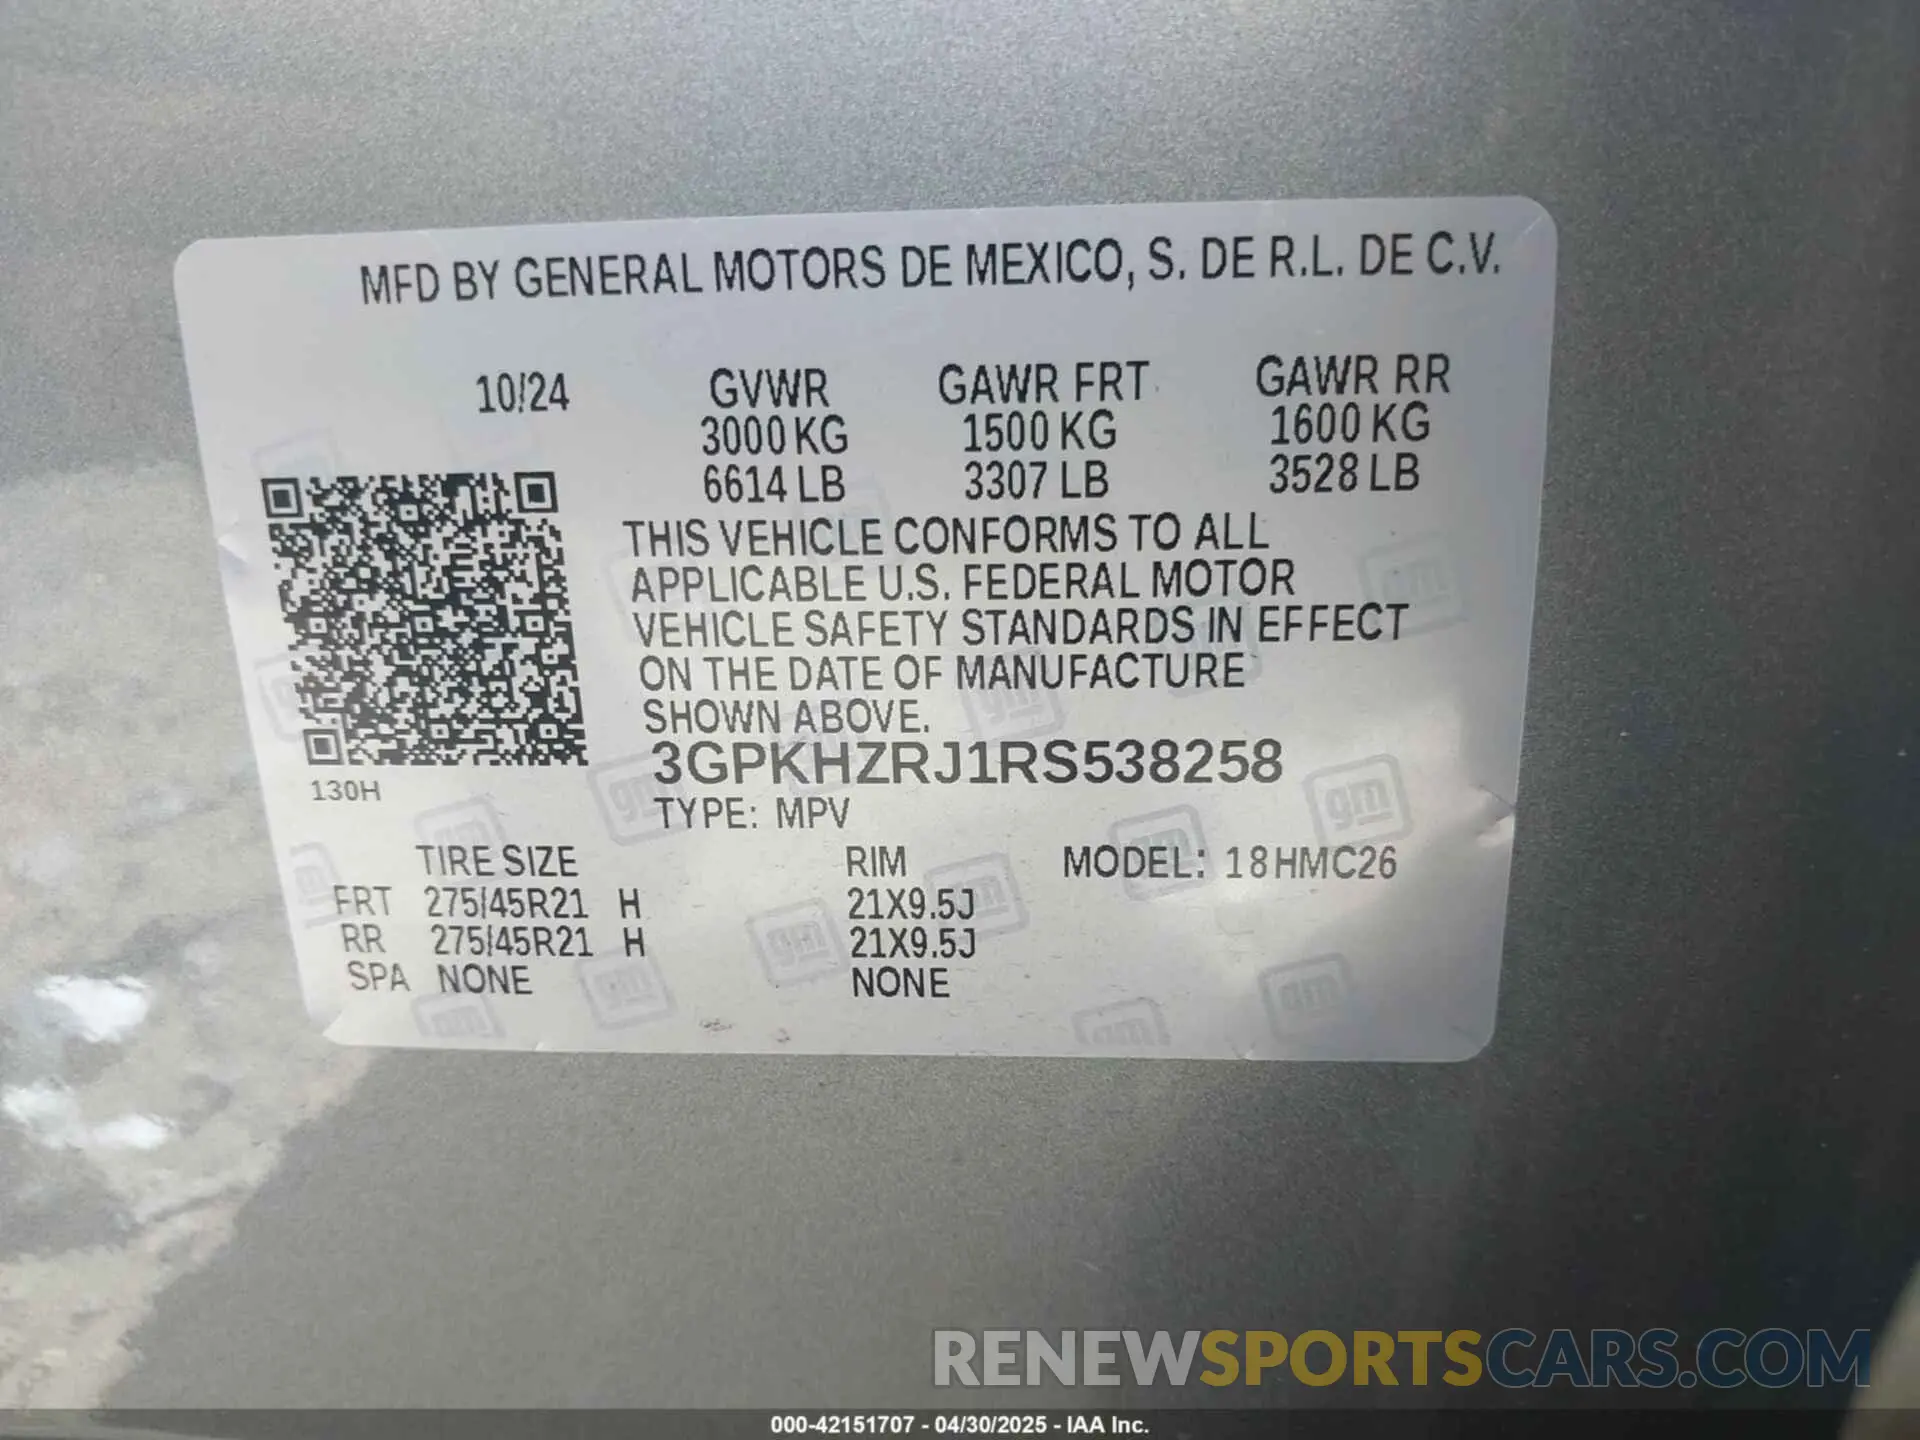 MFD BY GENERAL MOTORS DE MEXICO, S. DE R.L. DE C.V.
10/24 GVWR GAWR FRT GAWR RR
3000 KG 1500 KG 1600 KG
6614 LB 3307 LB 3528 LB
THIS VEHICLE CONFORMS TO ALL
APPLICABLE U.S. FEDERAL MOTOR
VEHICLE SAFETY STANDARDS IN EFFECT
ON THE DATE OF MANUFACTURE
SHOWN ABOVE.
3GPKHZRJ1RS538258
130H
TYPE: MPV
TIRE SIZE RIM MODEL: 18HMC26
FRT 275/45R21 H 21X9.5J
RR 275/45R21 H 21X9.5J
SPA NONE NONE
gm
RENEWSPORTSCARS.COM
000-42151707 - 04/30/2025 - IAA Inc.